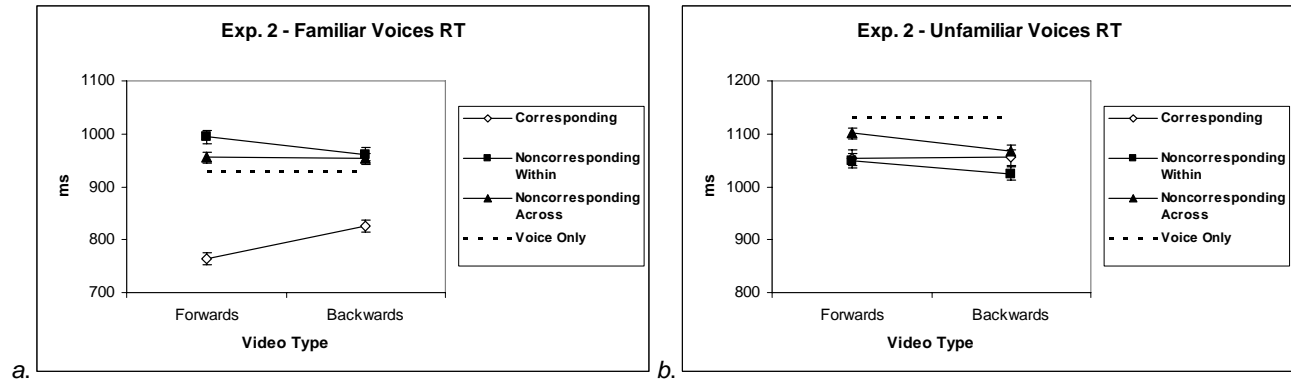 Exp. 2 - Familiar Voices RT
1100
1000
900
800
700
ms
Forwards Backwards
Video Type
Corresponding
Noncorresponding
Within
Noncorresponding
Across
Voice Only
a.
Exp. 2 - Unfamiliar Voices RT
1200
1100
1000
900
800
ms
Forwards Backwards
Video Type
Corresponding
Noncorresponding
Within
Noncorresponding
Across
Voice Only
b.